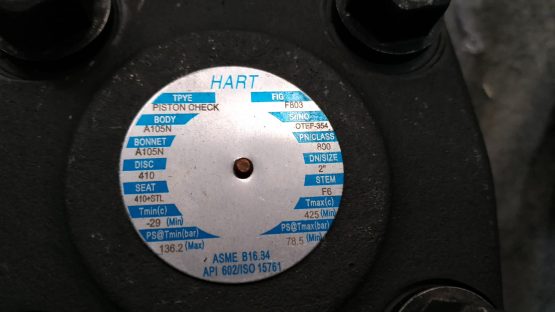 HART
TPYE
PISTON CHECK
FIG
F803
BODY
A105N
S/NO
OTEP-354
BONNET
A105N
PN/CLASS
800
DISC
410
DN/SIZE
2"
SEAT
410+STL
STEM
F6
Tmin(c)
-29 (Min)
Tmax(c)
425 (Min)
PS@Tmin(bar)
136.2 (Max)
PS@Tmax(bar)
78.5 (Min)
ASME B16.34
API 602/ISO 15761